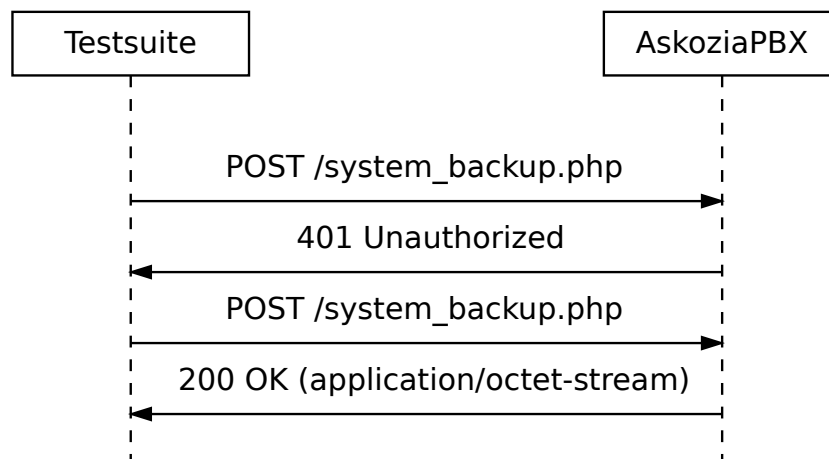 Testsuite
AskoziaPBX
POST /system_backup.php
401 Unauthorized
POST /system_backup.php
200 OK (application/octet-stream)